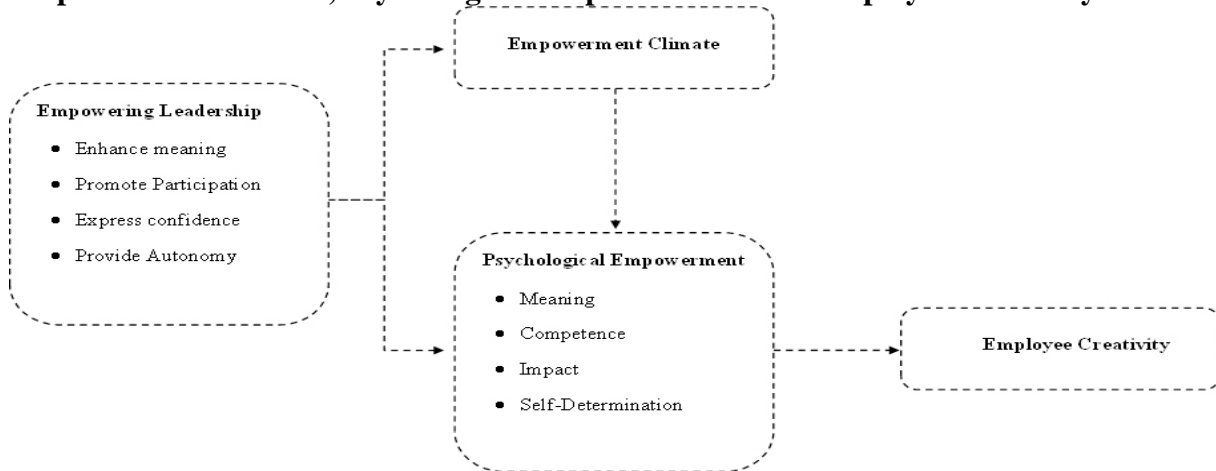 Empowerment Climate
Empowering Leadership
• Enhance meaning
• Promote Participation
• Express confidence
• Provide Autonomy
Psychological Empowerment
• Meaning
• Competence
• Impact
• Self-Determination
Employee Creativity